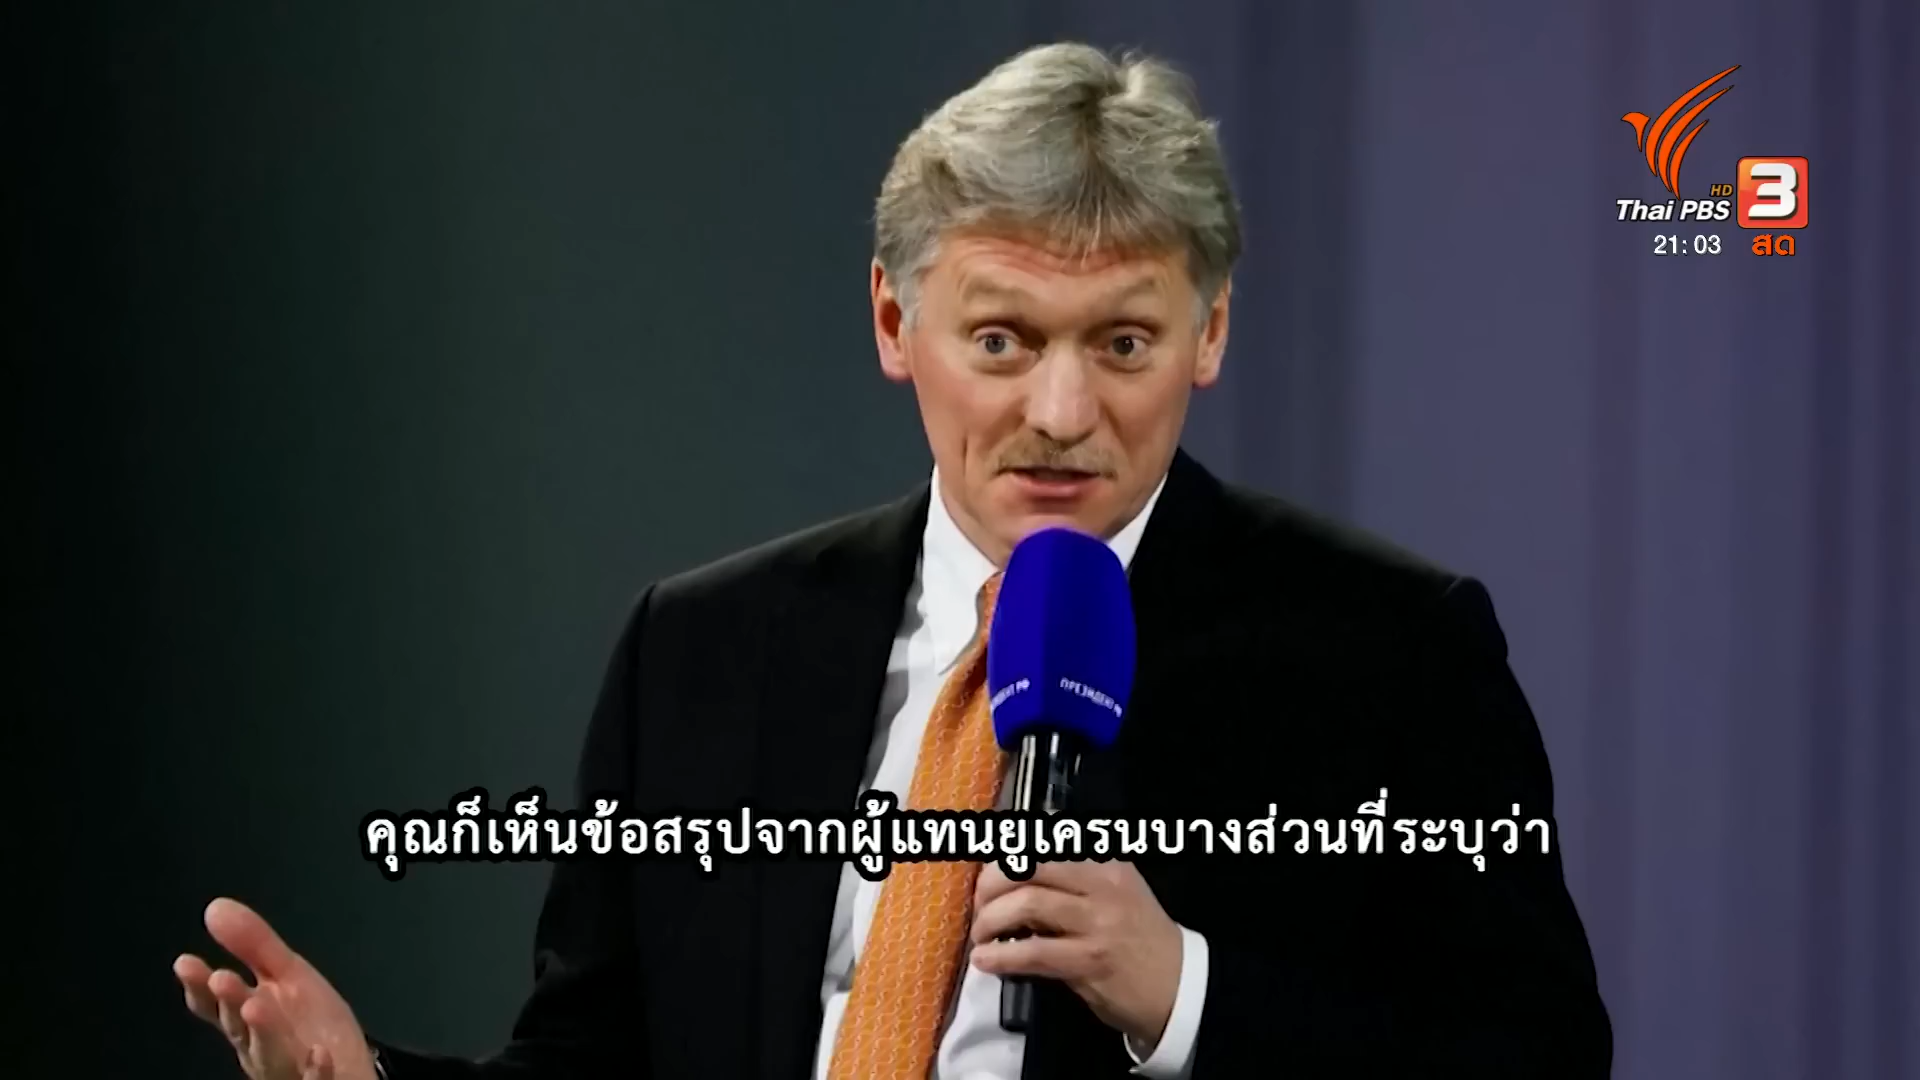 HD
Thai PBS 3
21:03 สด
ПРЕЗИДЕНТ РФ
คุณก็เห็นข้อสรุปจากผู้แทนยูเครนบางส่วนที่ระบุว่า